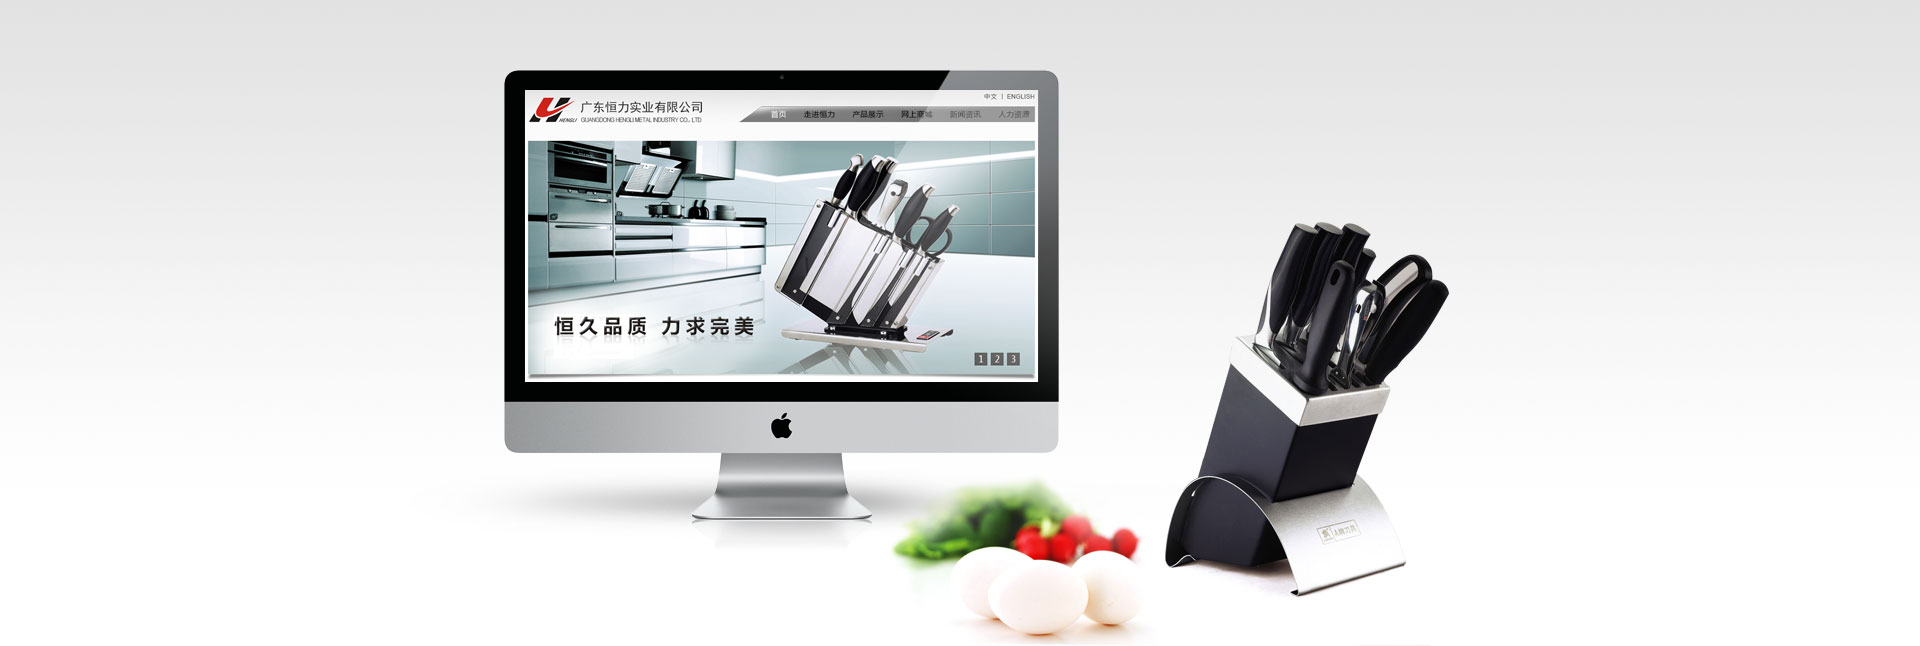 中文 | ENGLISH
广东恒力实业有限公司
HENGLI
GUANGDONG HENGLI METAL INDUSTRY CO., LTD
首页 走进恒力 产品展示 网上商城 新闻资讯 人力资源
恒久品质 力求完美
1 2 3